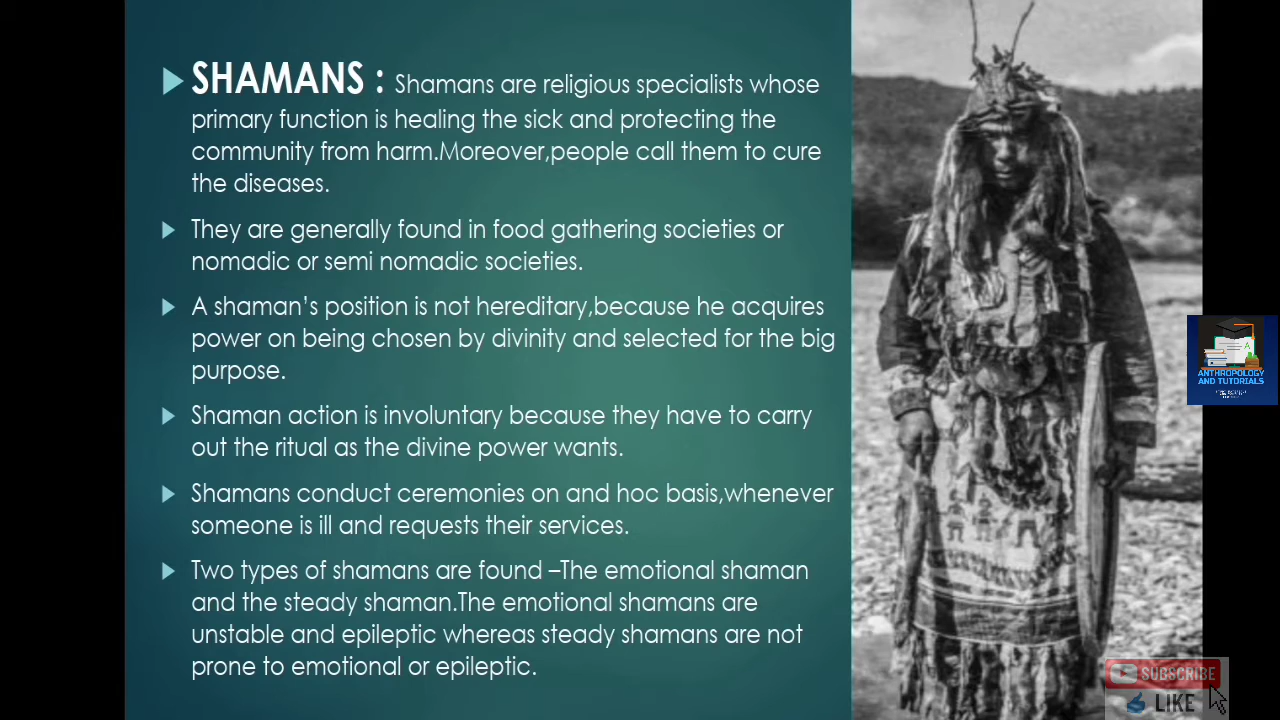 SHAMANS : Shamans are religious specialists whose
primary function is healing the sick and protecting the
community from harm.Moreover,people call them to cure
the diseases.
They are generally found in food gathering societies or
nomadic or semi nomadic societies.
A shaman’s position is not hereditary,because he acquires
power on being chosen by divinity and selected for the big
purpose.
Shaman action is involuntary because they have to carry
out the ritual as the divine power wants.
Shamans conduct ceremonies on and hoc basis,whenever
someone is ill and requests their services.
Two types of shamans are found –The emotional shaman
and the steady shaman.The emotional shamans are
unstable and epileptic whereas steady shamans are not
prone to emotional or epileptic.
ANTHROPOLOGY
AND TUTORIALS
SUBSCRIBE
LIKE